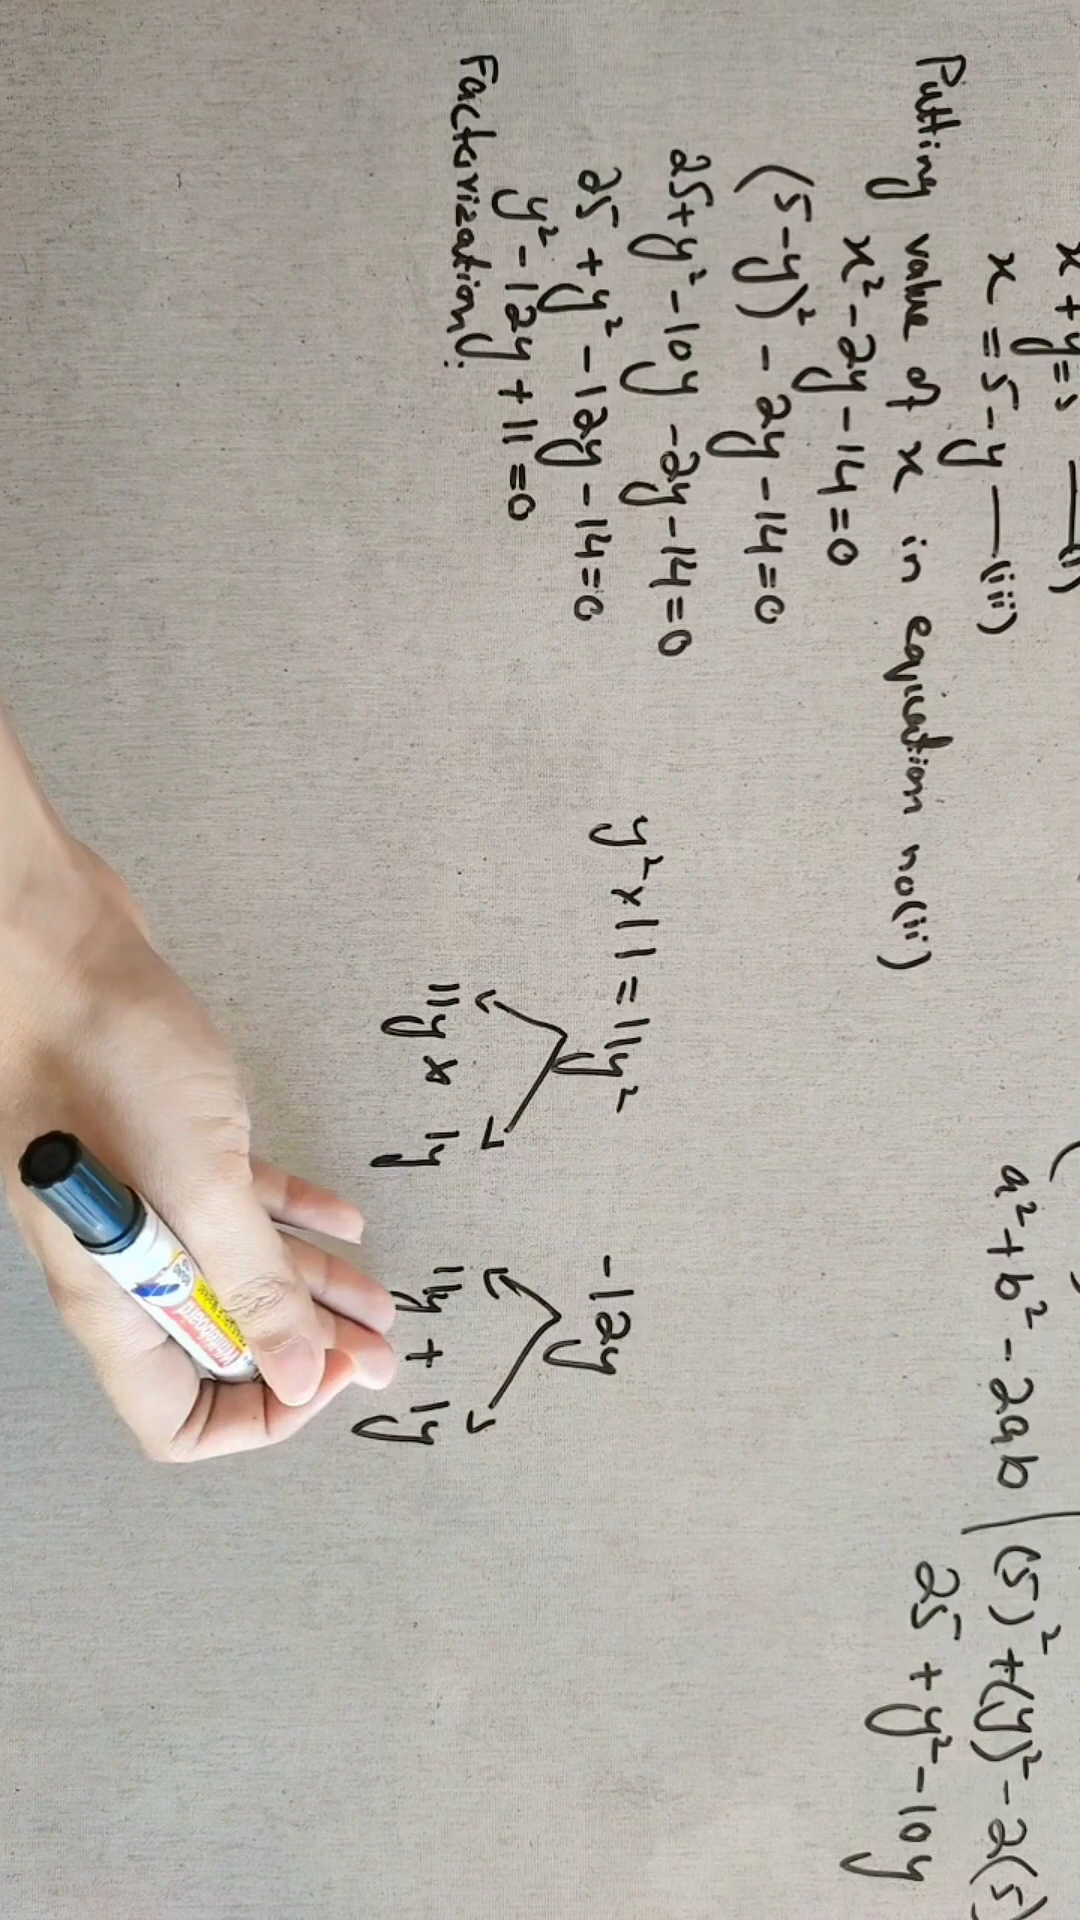 x + y = 5 — (i)
x = 5 - y — (iii)
Putting value of x in equation no(ii)
x² - 2y - 14 = 0
(5 - y)² - 2y - 14 = 0
25 + y² - 10y - 2y - 14 = 0
25 + y² - 12y - 14 = 0
y² - 12y + 11 = 0
Factorization:
a² + b² - 2ab
(5)² + (y)² - 2(5)
25 + y² - 10y
y² × 11 = 11y²
11y × 1y
-12y
11y + 1y
Whiteboard